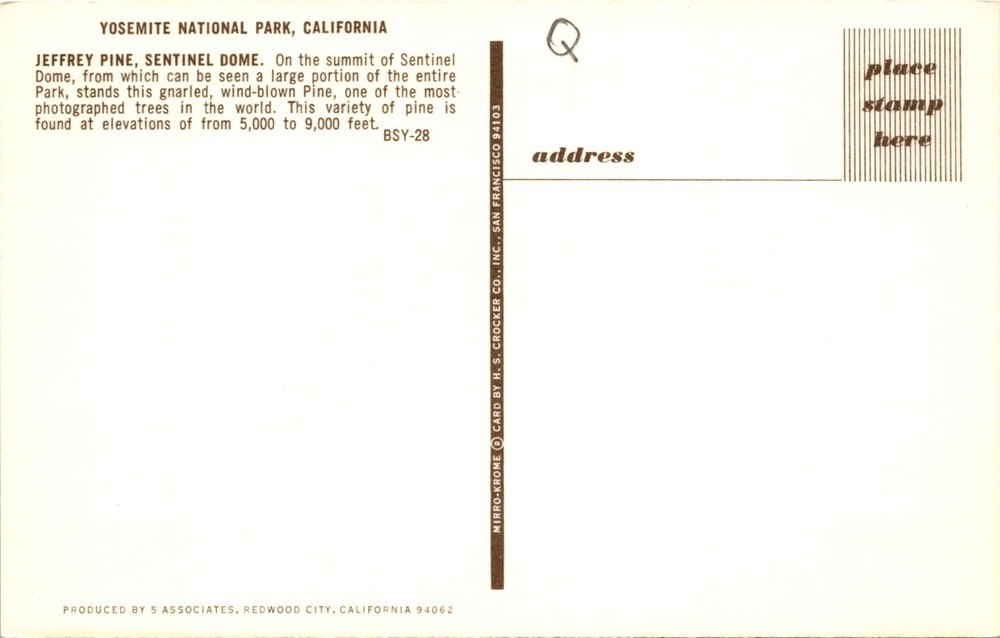 YOSEMITE NATIONAL PARK, CALIFORNIA
JEFFREY PINE, SENTINEL DOME. On the summit of Sentinel
Dome, from which can be seen a large portion of the entire
Park, stands this gnarled, wind-blown Pine, one of the most
photographed trees in the world. This variety of pine is
found at elevations of from 5,000 to 9,000 feet.
BSY-28
PRODUCED BY 5 ASSOCIATES, REDWOOD CITY, CALIFORNIA 94062
MIRRO-KROME ® CARD BY H. S. CROCKER CO., INC., SAN FRANCISCO 94103
Q
address
place
stamp
here